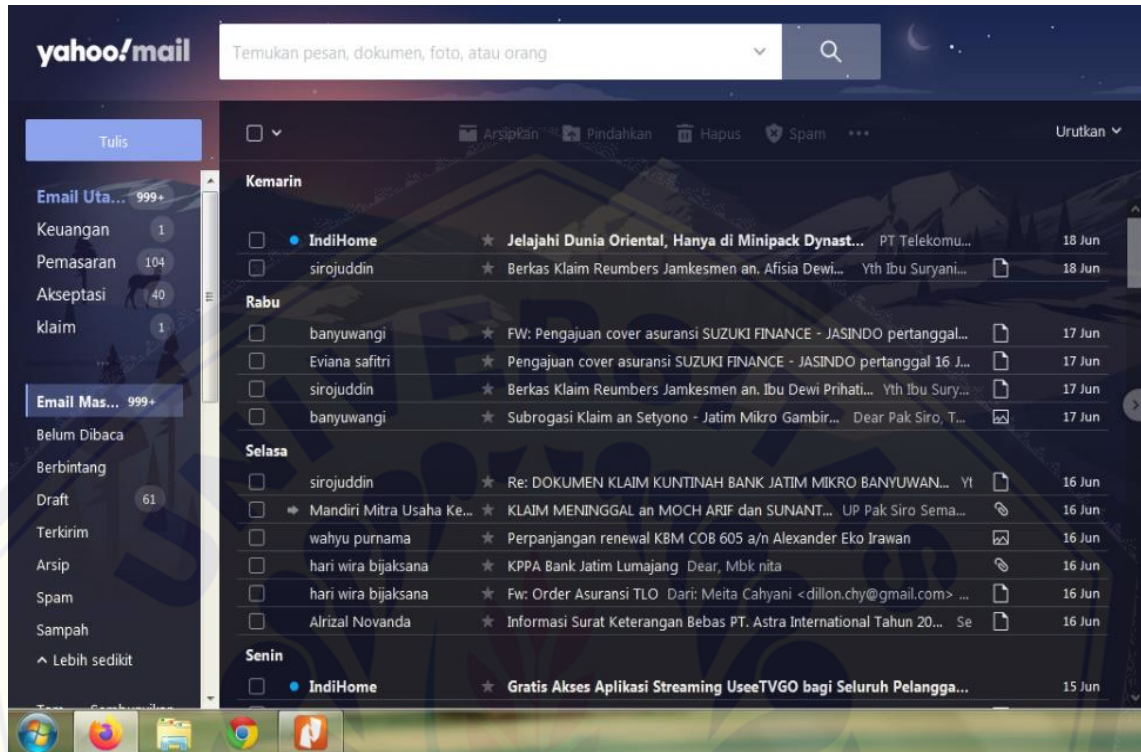 yahoo!mail
Temukan pesan, dokumen, foto, atau orang
Tulis
Arsipkan Pindahkan Hapus Spam ••• Urutkan
Email Uta... 999+
Keuangan 1
Pemasaran 104
Akseptasi 40
klaim 1
Email Mas... 999+
Belum Dibaca
Berbintang
Draft 61
Terkirim
Arsip
Spam
Sampah
Lebih sedikit
Kemarin
IndiHome Jelajahi Dunia Oriental, Hanya di Minipack Dynast... PT Telekomu... 18 Jun
sirojuddin Berkas Klaim Reumbers Jamkesmen an. Afisia Dewi... Yth Ibu Suryani... 18 Jun
Rabu
banyuwangi FW: Pengajuan cover asuransi SUZUKI FINANCE - JASINDO pertanggal... 17 Jun
Eviana safitri Pengajuan cover asuransi SUZUKI FINANCE - JASINDO pertanggal 16 J... 17 Jun
sirojuddin Berkas Klaim Reumbers Jamkesmen an. Ibu Dewi Prihati... Yth Ibu Sury... 17 Jun
banyuwangi Subrogasi Klaim an Setyono - Jatim Mikro Gambir... Dear Pak Siro, T... 17 Jun
Selasa
sirojuddin Re: DOKUMEN KLAIM KUNTINAH BANK JATIM MIKRO BANYUWAN... Yt 16 Jun
Mandiri Mitra Usaha Ke... KLAIM MENINGGAL an MOCH ARIF dan SUNANT... UP Pak Siro Sema... 16 Jun
wahyu purnama Perpanjangan renewal KBM COB 605 a/n Alexander Eko Irawan 16 Jun
hari wira bijaksana KPPA Bank Jatim Lumajang Dear, Mbk nita 16 Jun
hari wira bijaksana Fw: Order Asuransi TLO Dari: Meita Cahyani <dillon.chy@gmail.com> ... 16 Jun
Alrizal Novanda Informasi Surat Keterangan Bebas PT. Astra International Tahun 20... Se 16 Jun
Senin
IndiHome Gratis Akses Aplikasi Streaming UseeTVGO bagi Seluruh Pelangga... 15 Jun
UNIVERSITAS